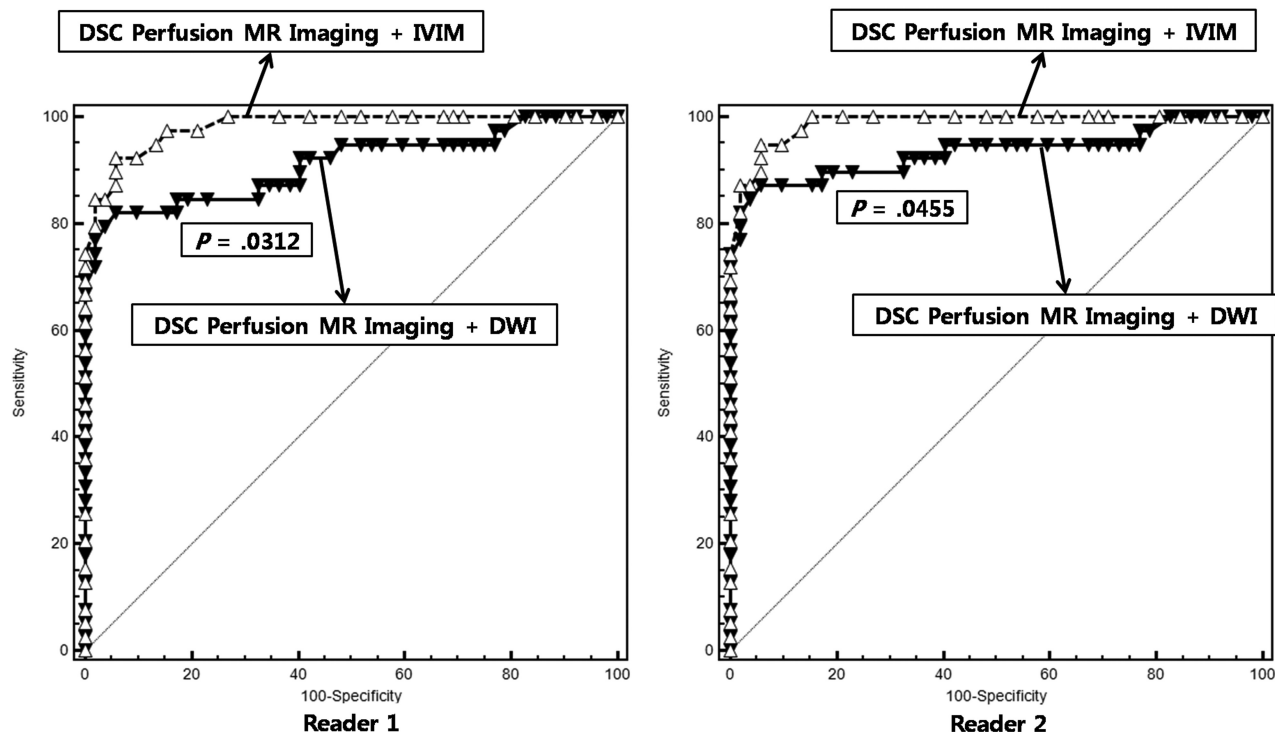 DSC Perfusion MR Imaging + IVIM
100
80
60
40
20
0
Sensitivity
P = .0312
DSC Perfusion MR Imaging + DWI
0 20 40 60 80 100
100-Specificity
Reader 1
DSC Perfusion MR Imaging + IVIM
100
80
60
40
20
0
Sensitivity
P = .0455
DSC Perfusion MR Imaging + DWI
0 20 40 60 80 100
100-Specificity
Reader 2